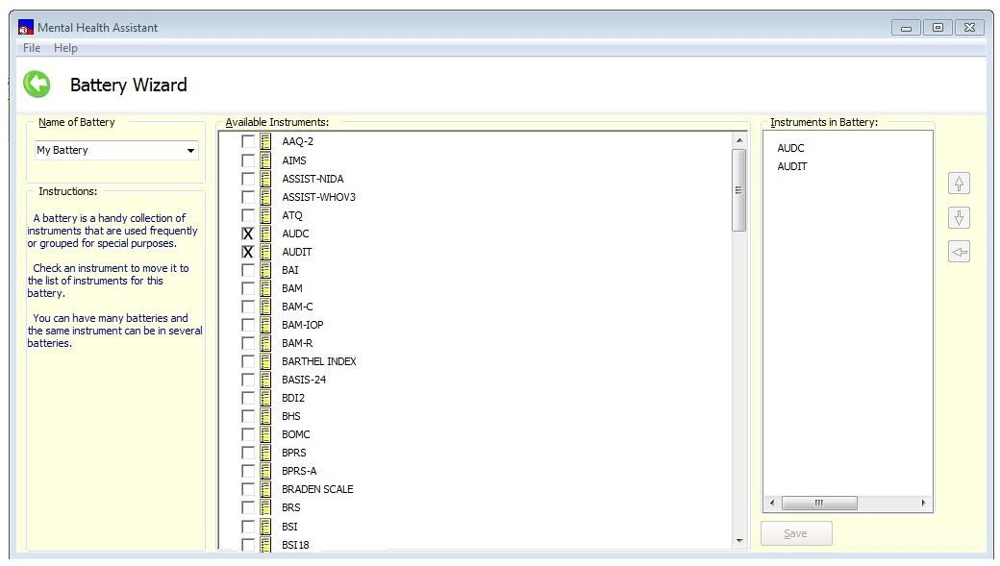 Mental Health Assistant
File Help
Battery Wizard
Name of Battery
My Battery
Instructions:
A battery is a handy collection of
instruments that are used frequently
or grouped for special purposes.
Check an instrument to move it to
the list of instruments for this
battery.
You can have many batteries and
the same instrument can be in several
batteries.
Available Instruments:
AAQ-2
AIMS
ASSIST-NIDA
ASSIST-WHOV3
ATQ
X AUDC
X AUDIT
BAI
BAM
BAM-C
BAM-IOP
BAM-R
BARTHEL INDEX
BASIS-24
BDI2
BHS
BOMC
BPRS
BPRS-A
BRADEN SCALE
BRS
BSI
BSI18
Instruments in Battery:
AUDC
AUDIT
Save